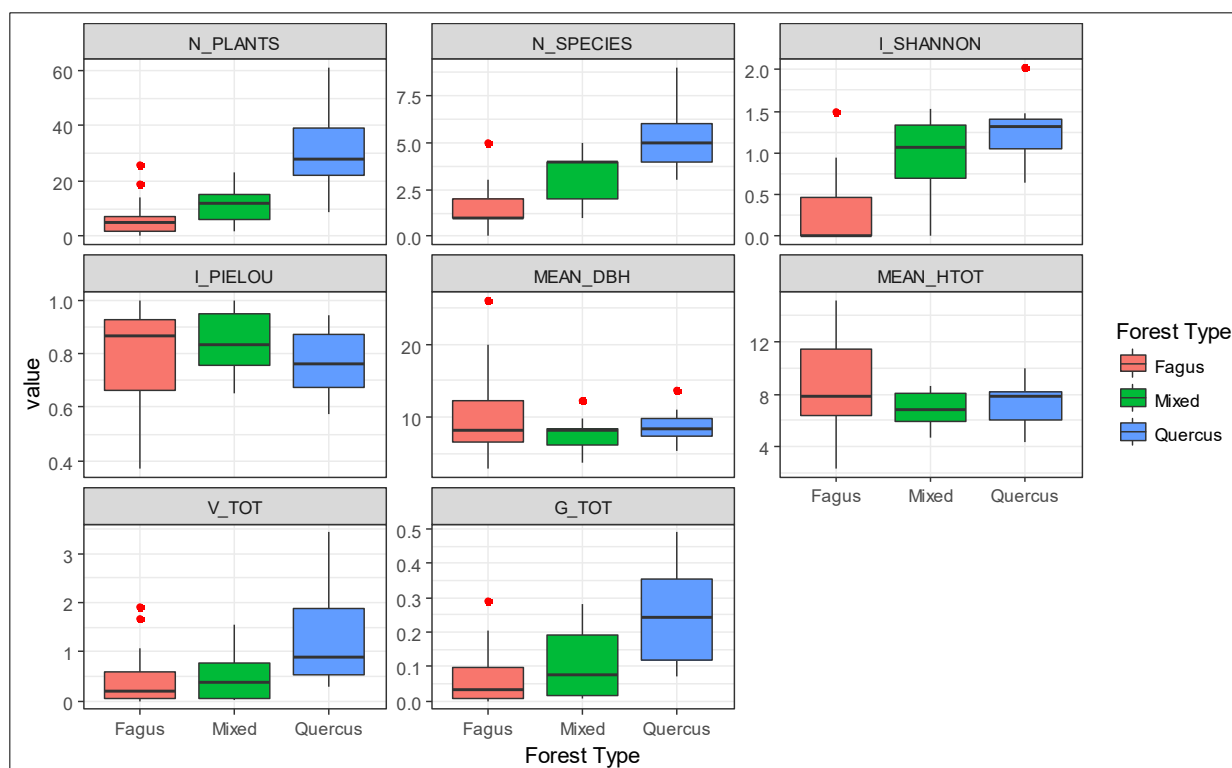 N_PLANTS
N_SPECIES
I_SHANNON
60
40
20
0
7.5
5.0
2.5
0.0
2.0
1.5
1.0
0.5
0.0
I_PIELOU
MEAN_DBH
MEAN_HTOT
1.0
0.8
0.6
0.4
20
10
12
8
4
Fagus Mixed Quercus
V_TOT
G_TOT
3
2
1
0
0.5
0.4
0.3
0.2
0.1
0.0
Fagus Mixed Quercus
Fagus Mixed Quercus
value
Forest Type
Forest Type
Fagus
Mixed
Quercus